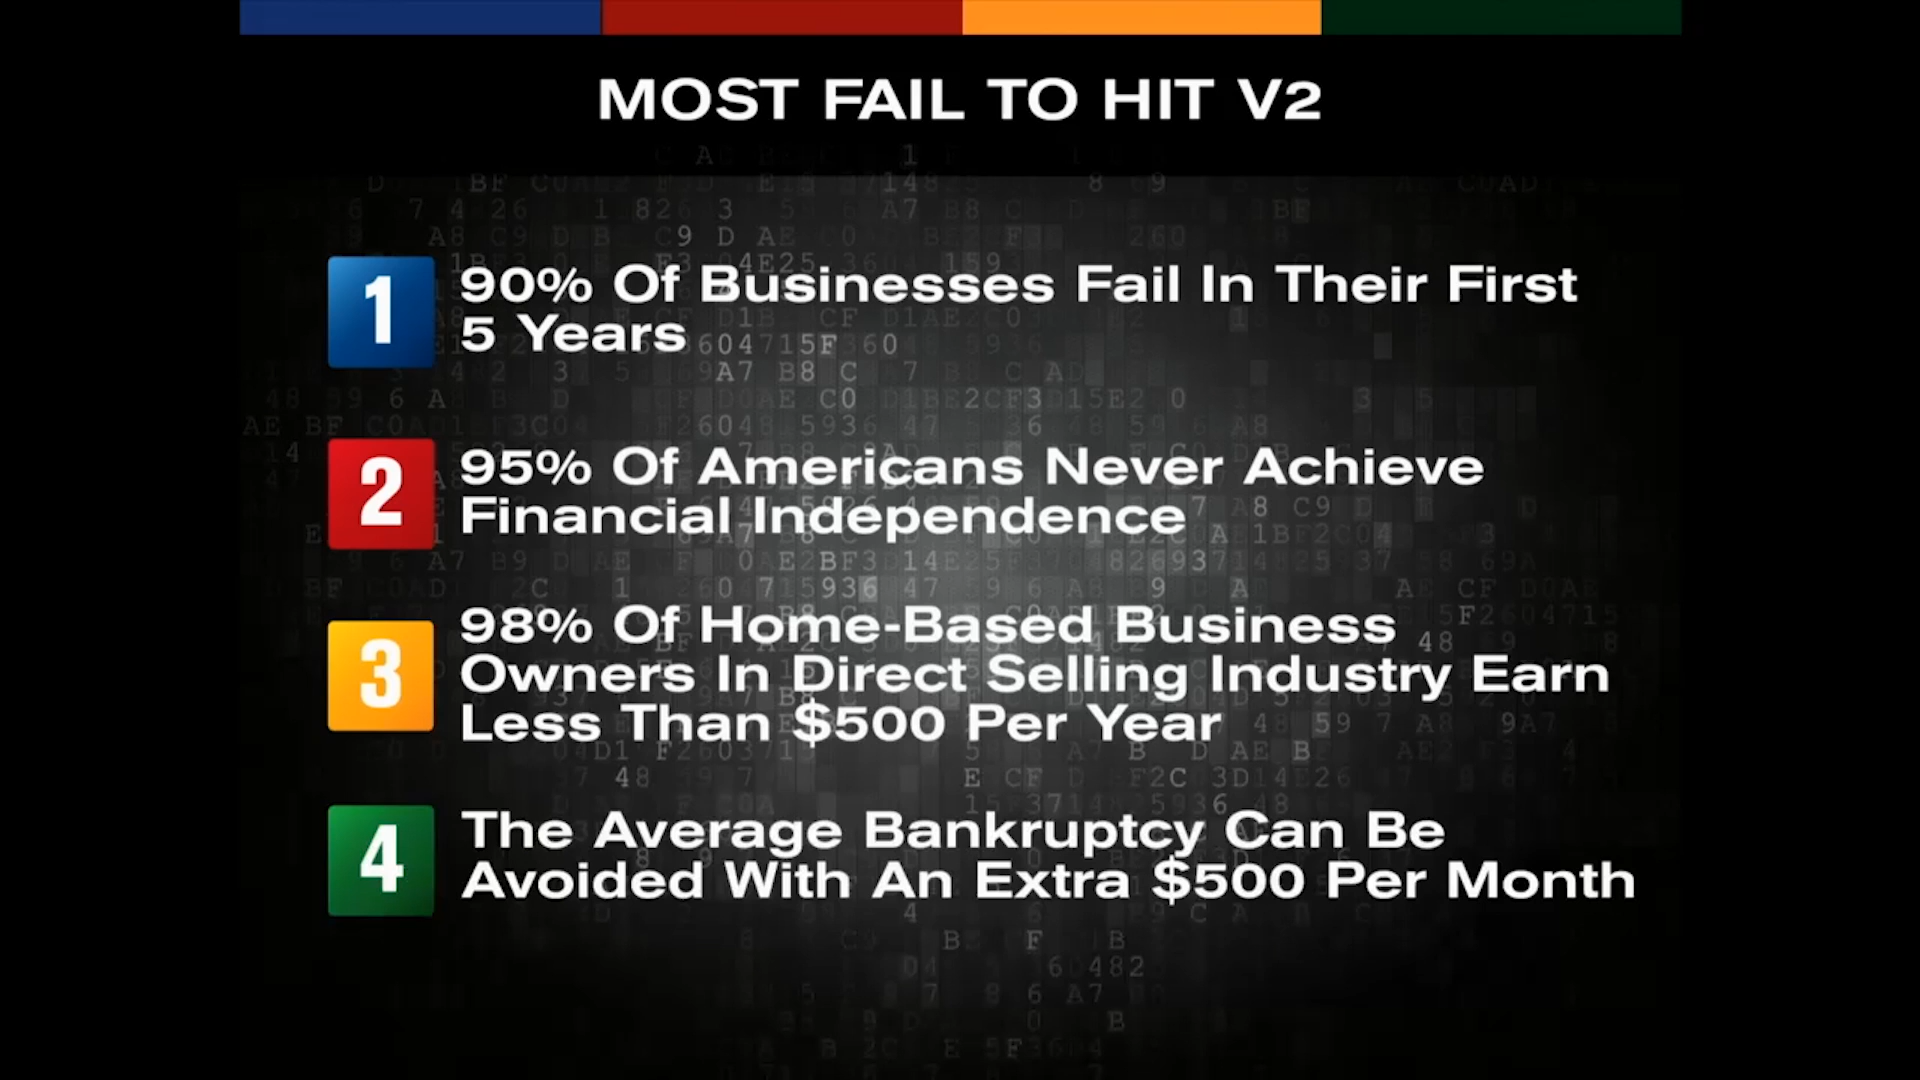 MOST FAIL TO HIT V2
1
90% Of Businesses Fail In Their First
5 Years
2
95% Of Americans Never Achieve
Financial Independence
3
98% Of Home-Based Business
Owners In Direct Selling Industry Earn
Less Than $500 Per Year
4
The Average Bankruptcy Can Be
Avoided With An Extra $500 Per Month